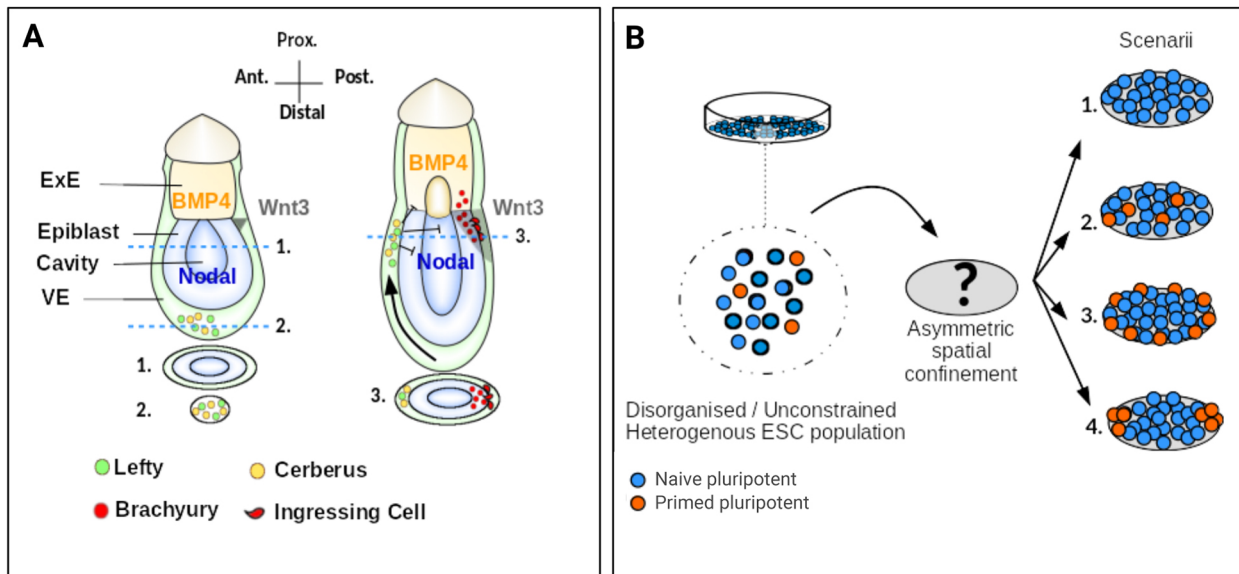 A
Prox.
Ant.
Post.
Distal
ExE
BMP4
Wnt3
Epiblast
1.
Cavity
Nodal
VE
2.
1.
2.
BMP4
Wnt3
3.
Nodal
3.
Lefty
Cerberus
Brachyury
Ingressing Cell
B
Scenarii
1.
2.
3.
4.
?
Asymmetric
spatial
confinement
Disorganised / Unconstrained
Heterogenous ESC population
Naive pluripotent
Primed pluripotent